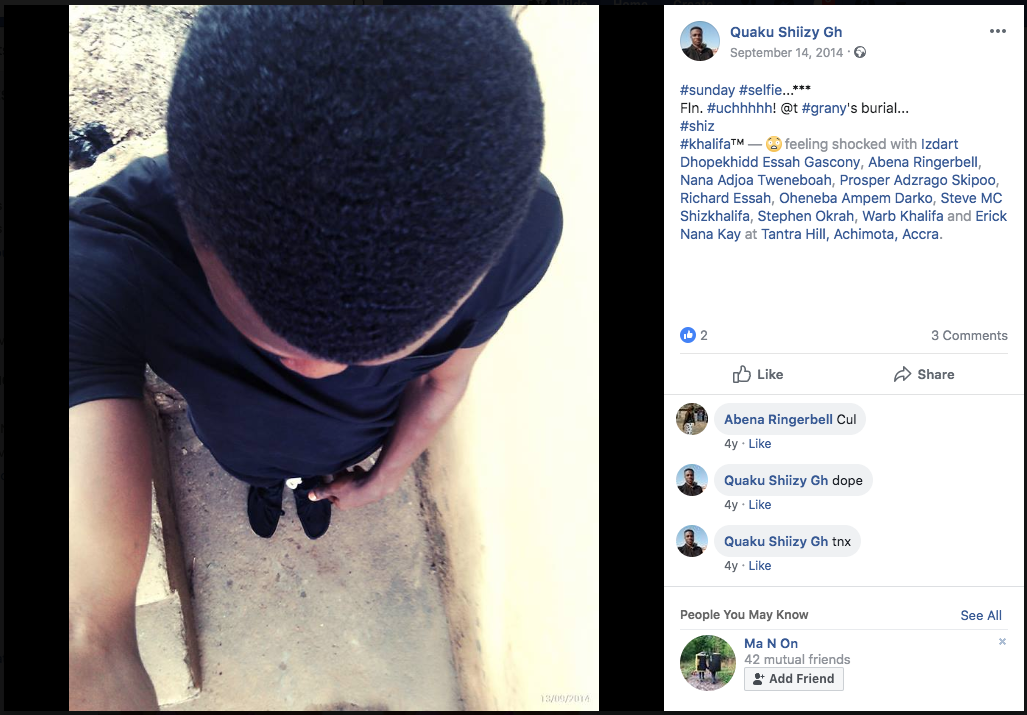 Quaku Shiizy Gh
September 14, 2014 ·
#sunday #selfie...***
FIn. #uchhhhh! @t #grany's burial...
#shiz
#khalifa™ — feeling shocked with Izdart
Dhopekhidd Essah Gascony, Abena Ringerbell,
Nana Adjoa Tweneboah, Prosper Adzrago Skipoo,
Richard Essah, Oheneba Ampem Darko, Steve MC
Shizkhalifa, Stephen Okrah, Warb Khalifa and Erick
Nana Kay at Tantra Hill, Achimota, Accra.
2
3 Comments
Like
Share
Abena Ringerbell Cul
4y · Like
Quaku Shiizy Gh dope
4y · Like
Quaku Shiizy Gh tnx
4y · Like
People You May Know
See All
Ma N On
42 mutual friends
Add Friend
13/09/2014